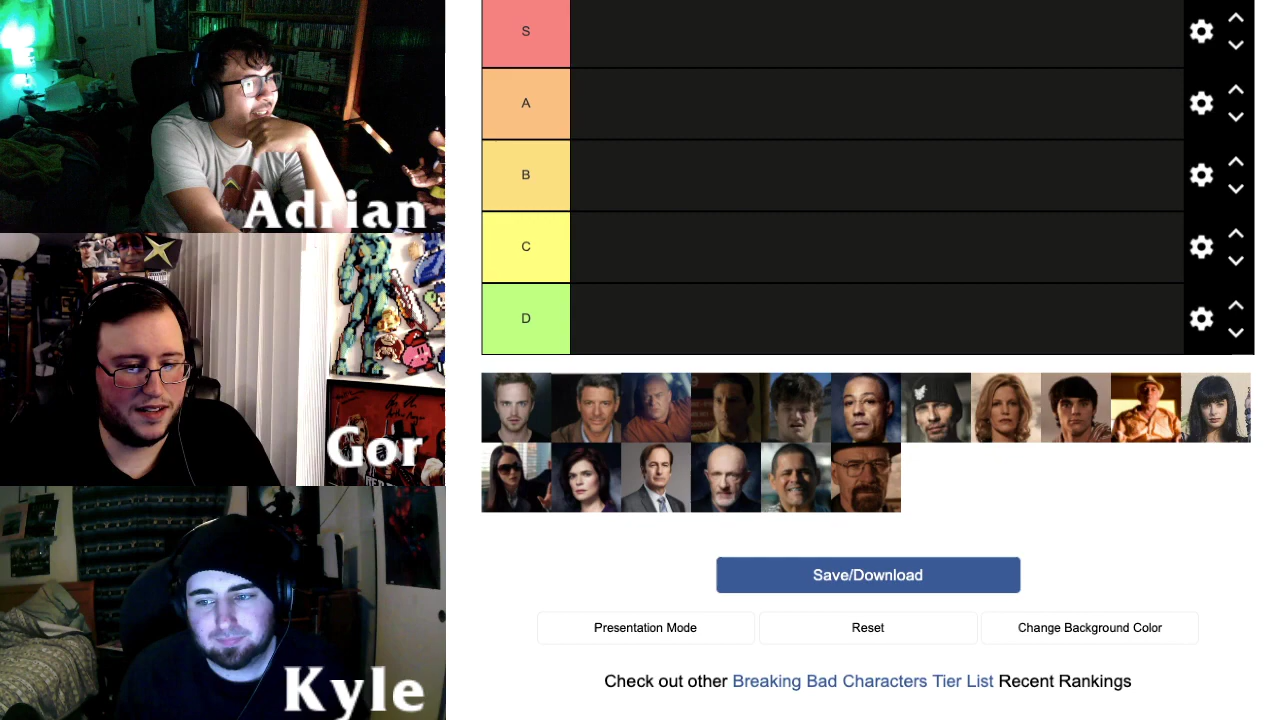 Adrian
Gor
Kyle
S
A
B
C
D
Save/Download
Presentation Mode
Reset
Change Background Color
Check out other Breaking Bad Characters Tier List Recent Rankings